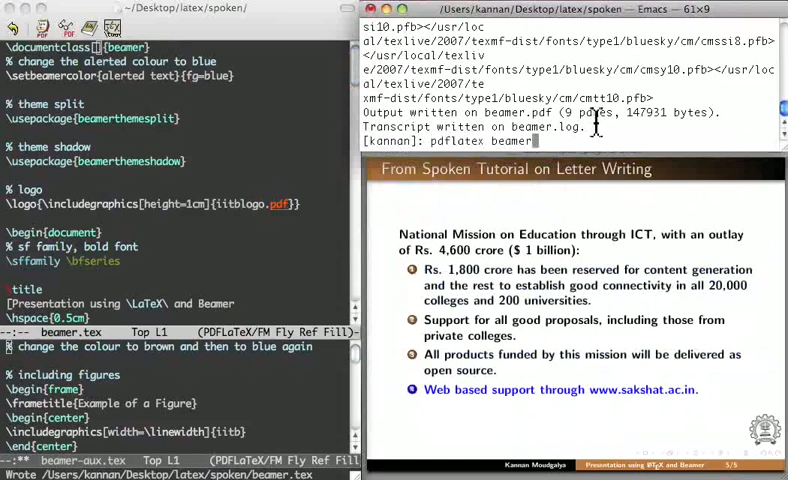 ~/Desktop/latex/spoken/
\documentclass[]{beamer}
% change the alerted colour to blue
\setbeamercolor{alerted text}{fg=blue}
% theme split
\usepackage{beamerthemesplit}
% theme shadow
\usepackage{beamerthemeshadow}
% logo
\logo{\includegraphics[height=1cm]{iitblogo.pdf}}
\begin{document}
% sf family, bold font
\sffamily \bfseries
\title
[Presentation using \LaTeX\ and Beamer
\hspace{0.5cm}
--:-- beamer.tex Top L1 (PDFLaTeX/FM Fly Ref Fill)-
% change the colour to brown and then to blue again
% including figures
\begin{frame}
\frametitle{Example of a Figure}
\begin{center}
\includegraphics[width=\linewidth]{iitb}
\end{center}
-:** beamer-aux.tex Top L1 (PDFLaTeX/FM Fly Ref Fill)
Wrote /Users/kannan/Desktop/latex/spoken/beamer.tex
/Users/kannan/Desktop/latex/spoken — Emacs — 61×9
si10.pfb></usr/loc
al/texlive/2007/texmf-dist/fonts/type1/bluesky/cm/cmssi8.pfb>
</usr/local/texliv
e/2007/texmf-dist/fonts/type1/bluesky/cm/cmsy10.pfb></usr/loc
al/texlive/2007/te
xmf-dist/fonts/type1/bluesky/cm/cmtt10.pfb>
Output written on beamer.pdf (9 pages, 147931 bytes).
Transcript written on beamer.log.
[kannan]: pdflatex beamer
From Spoken Tutorial on Letter Writing
National Mission on Education through ICT, with an outlay
of Rs. 4,600 crore ($ 1 billion):
1 Rs. 1,800 crore has been reserved for content generation
and the rest to establish good connectivity in all 20,000
colleges and 200 universities.
2 Support for all good proposals, including those from
private colleges.
3 All products funded by this mission will be delivered as
open source.
4 Web based support through www.sakshat.ac.in.
Kannan Moudgalya Presentation using LATEX and Beamer 5/5